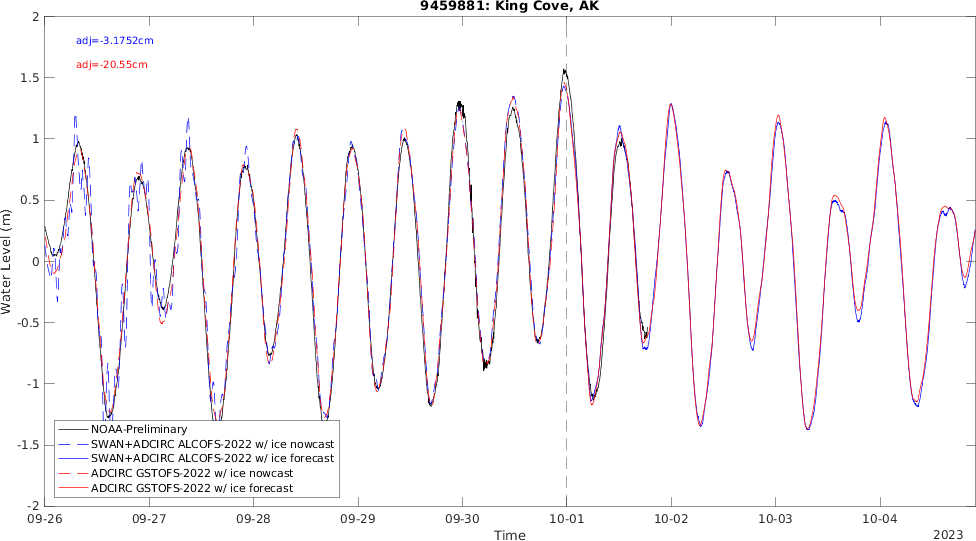 9459881: King Cove, AK
adj=-3.1752cm
adj=-20.55cm
2
1.5
1
0.5
0
-0.5
-1
-1.5
-2
Water Level (m)
NOAA-Preliminary
SWAN+ADCIRC ALCOFS-2022 w/ ice nowcast
SWAN+ADCIRC ALCOFS-2022 w/ ice forecast
ADCIRC GSTOFS-2022 w/ ice nowcast
ADCIRC GSTOFS-2022 w/ ice forecast
09-26 09-27 09-28 09-29 09-30 10-01 10-02 10-03 10-04
Time
2023